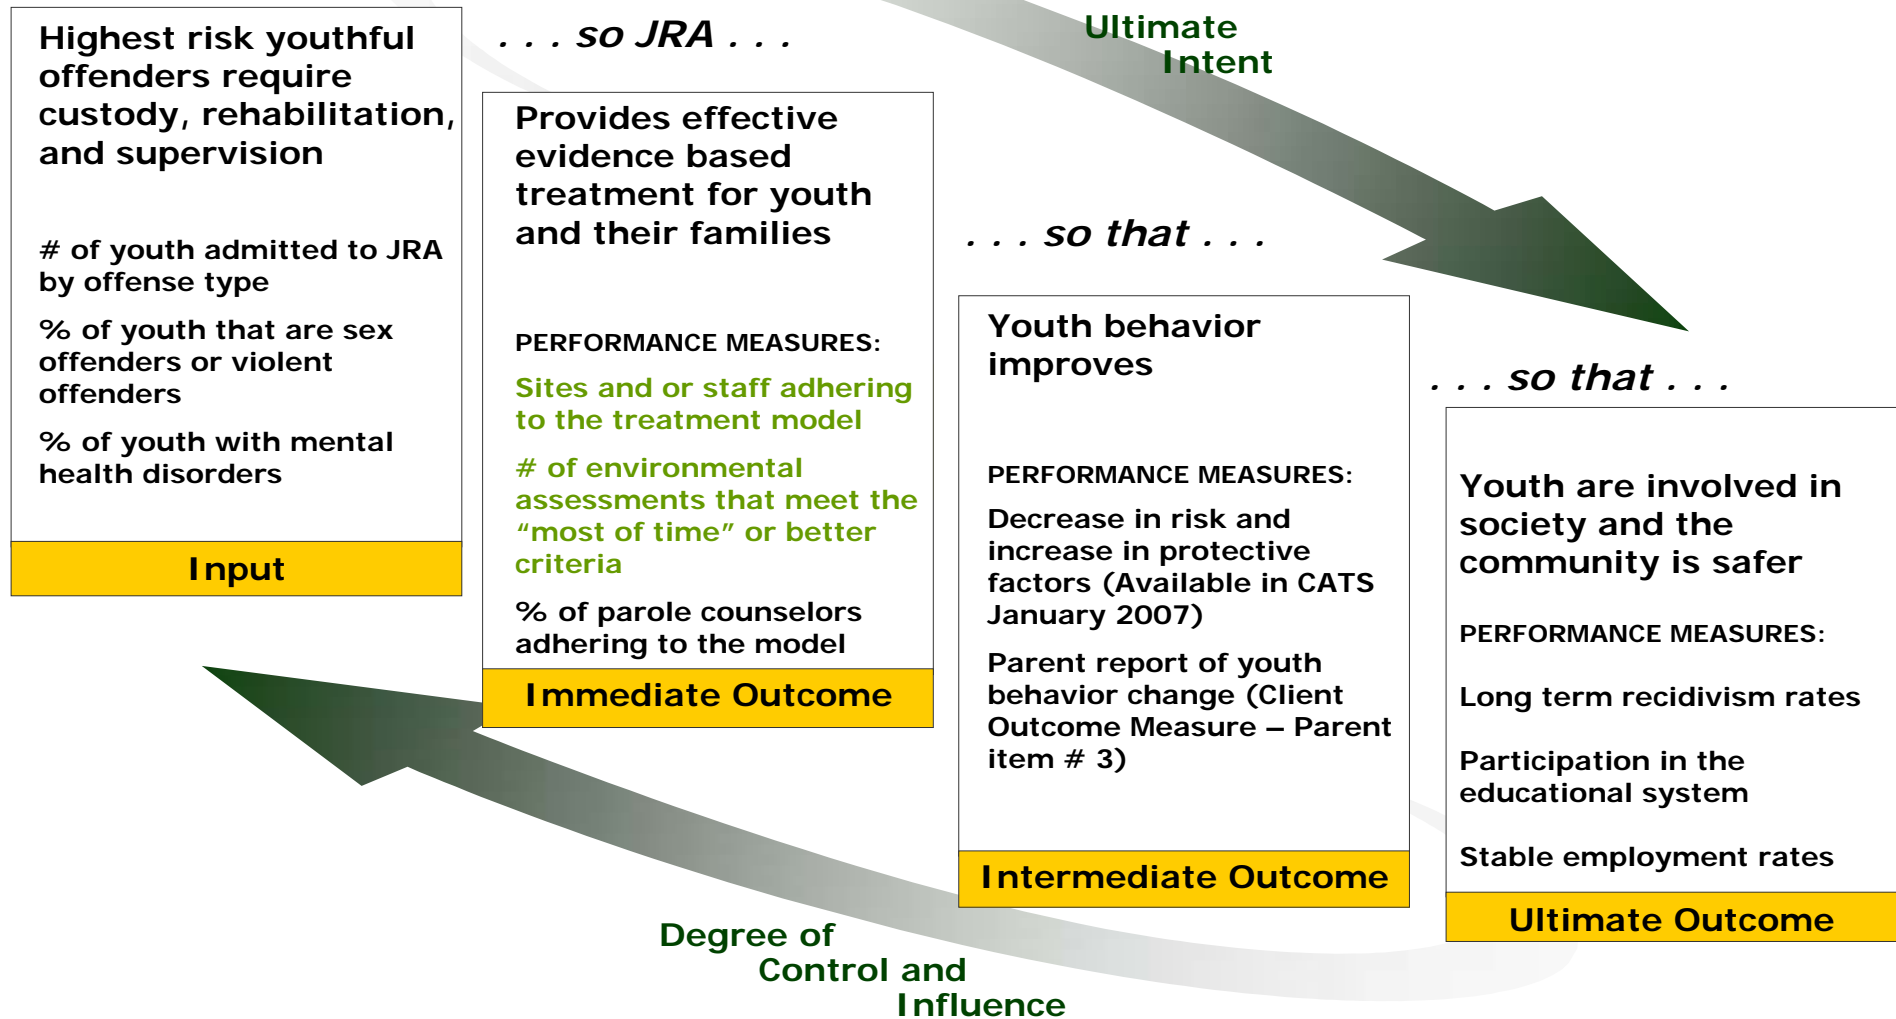 Highest risk youthful
offenders require
custody, rehabilitation,
and supervision
# of youth admitted to JRA
by offense type
% of youth that are sex
offenders or violent
offenders
% of youth with mental
health disorders
Input
. . . so JRA . . .
Provides effective
evidence based
treatment for youth
and their families
PERFORMANCE MEASURES:
Sites and or staff adhering
to the treatment model
# of environmental
assessments that meet the
“most of time” or better
criteria
% of parole counselors
adhering to the model
Immediate Outcome
. . . so that . . .
Youth behavior
improves
PERFORMANCE MEASURES:
Decrease in risk and
increase in protective
factors (Available in CATS
January 2007)
Parent report of youth
behavior change (Client
Outcome Measure – Parent
item # 3)
Intermediate Outcome
. . . so that . . .
Youth are involved in
society and the
community is safer
PERFORMANCE MEASURES:
Long term recidivism rates
Participation in the
educational system
Stable employment rates
Ultimate Outcome
Ultimate
Intent
Degree of
Control and
Influence